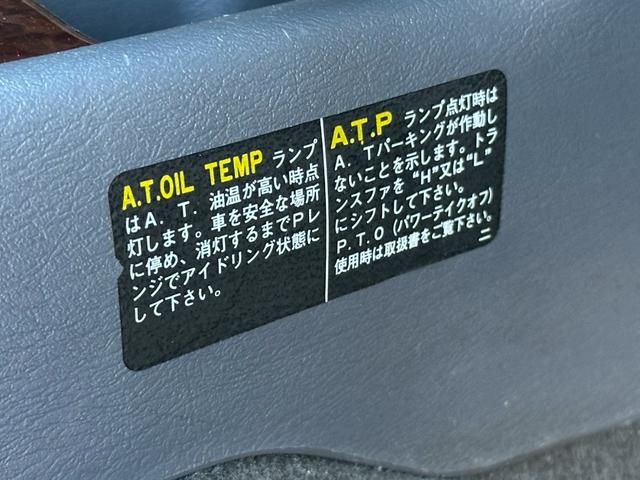 A.T.OIL TEMP ランプ
はA.T.油温が高い時点
灯します。車を安全な場所
に停め、消灯するまでPレ
ンジでアイドリング状態に
して下さい。
A.T.P ランプ点灯時は
A.Tパーキングが作動し
ないことを示します。トラ
ンスファを "H"又は"L"
にシフトして下さい。
P.T.O (パワーテイクオフ)
使用時は取扱書をご覧下さい。
ニ